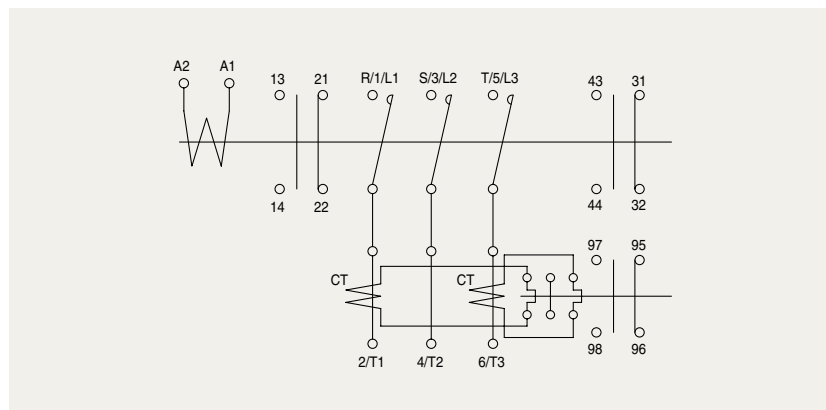 A2 A1
13 21 R/1/L1 S/3/L2 T/5/L3 43 31
14 22 44 32
97 95
CT CT
98 96
2/T1 4/T2 6/T3